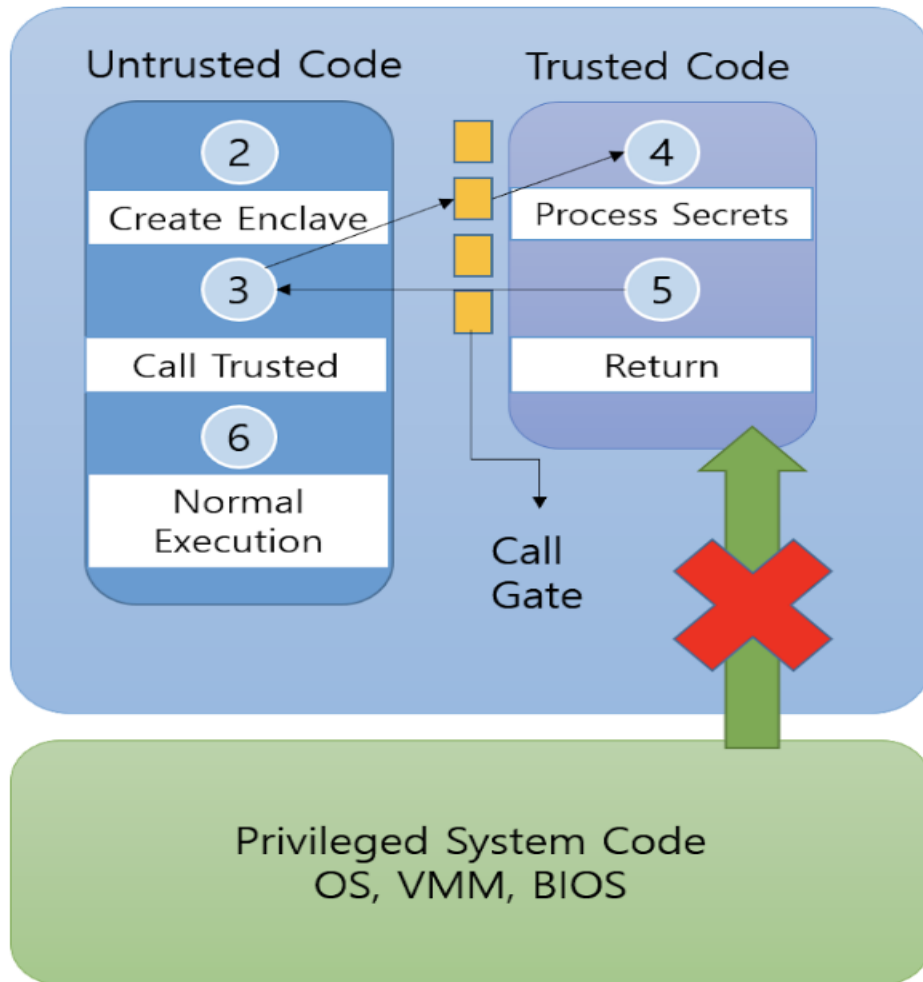 Untrusted Code
Trusted Code
2
Create Enclave
3
Call Trusted
6
Normal
Execution
4
Process Secrets
5
Return
Call
Gate
Privileged System Code
OS, VMM, BIOS